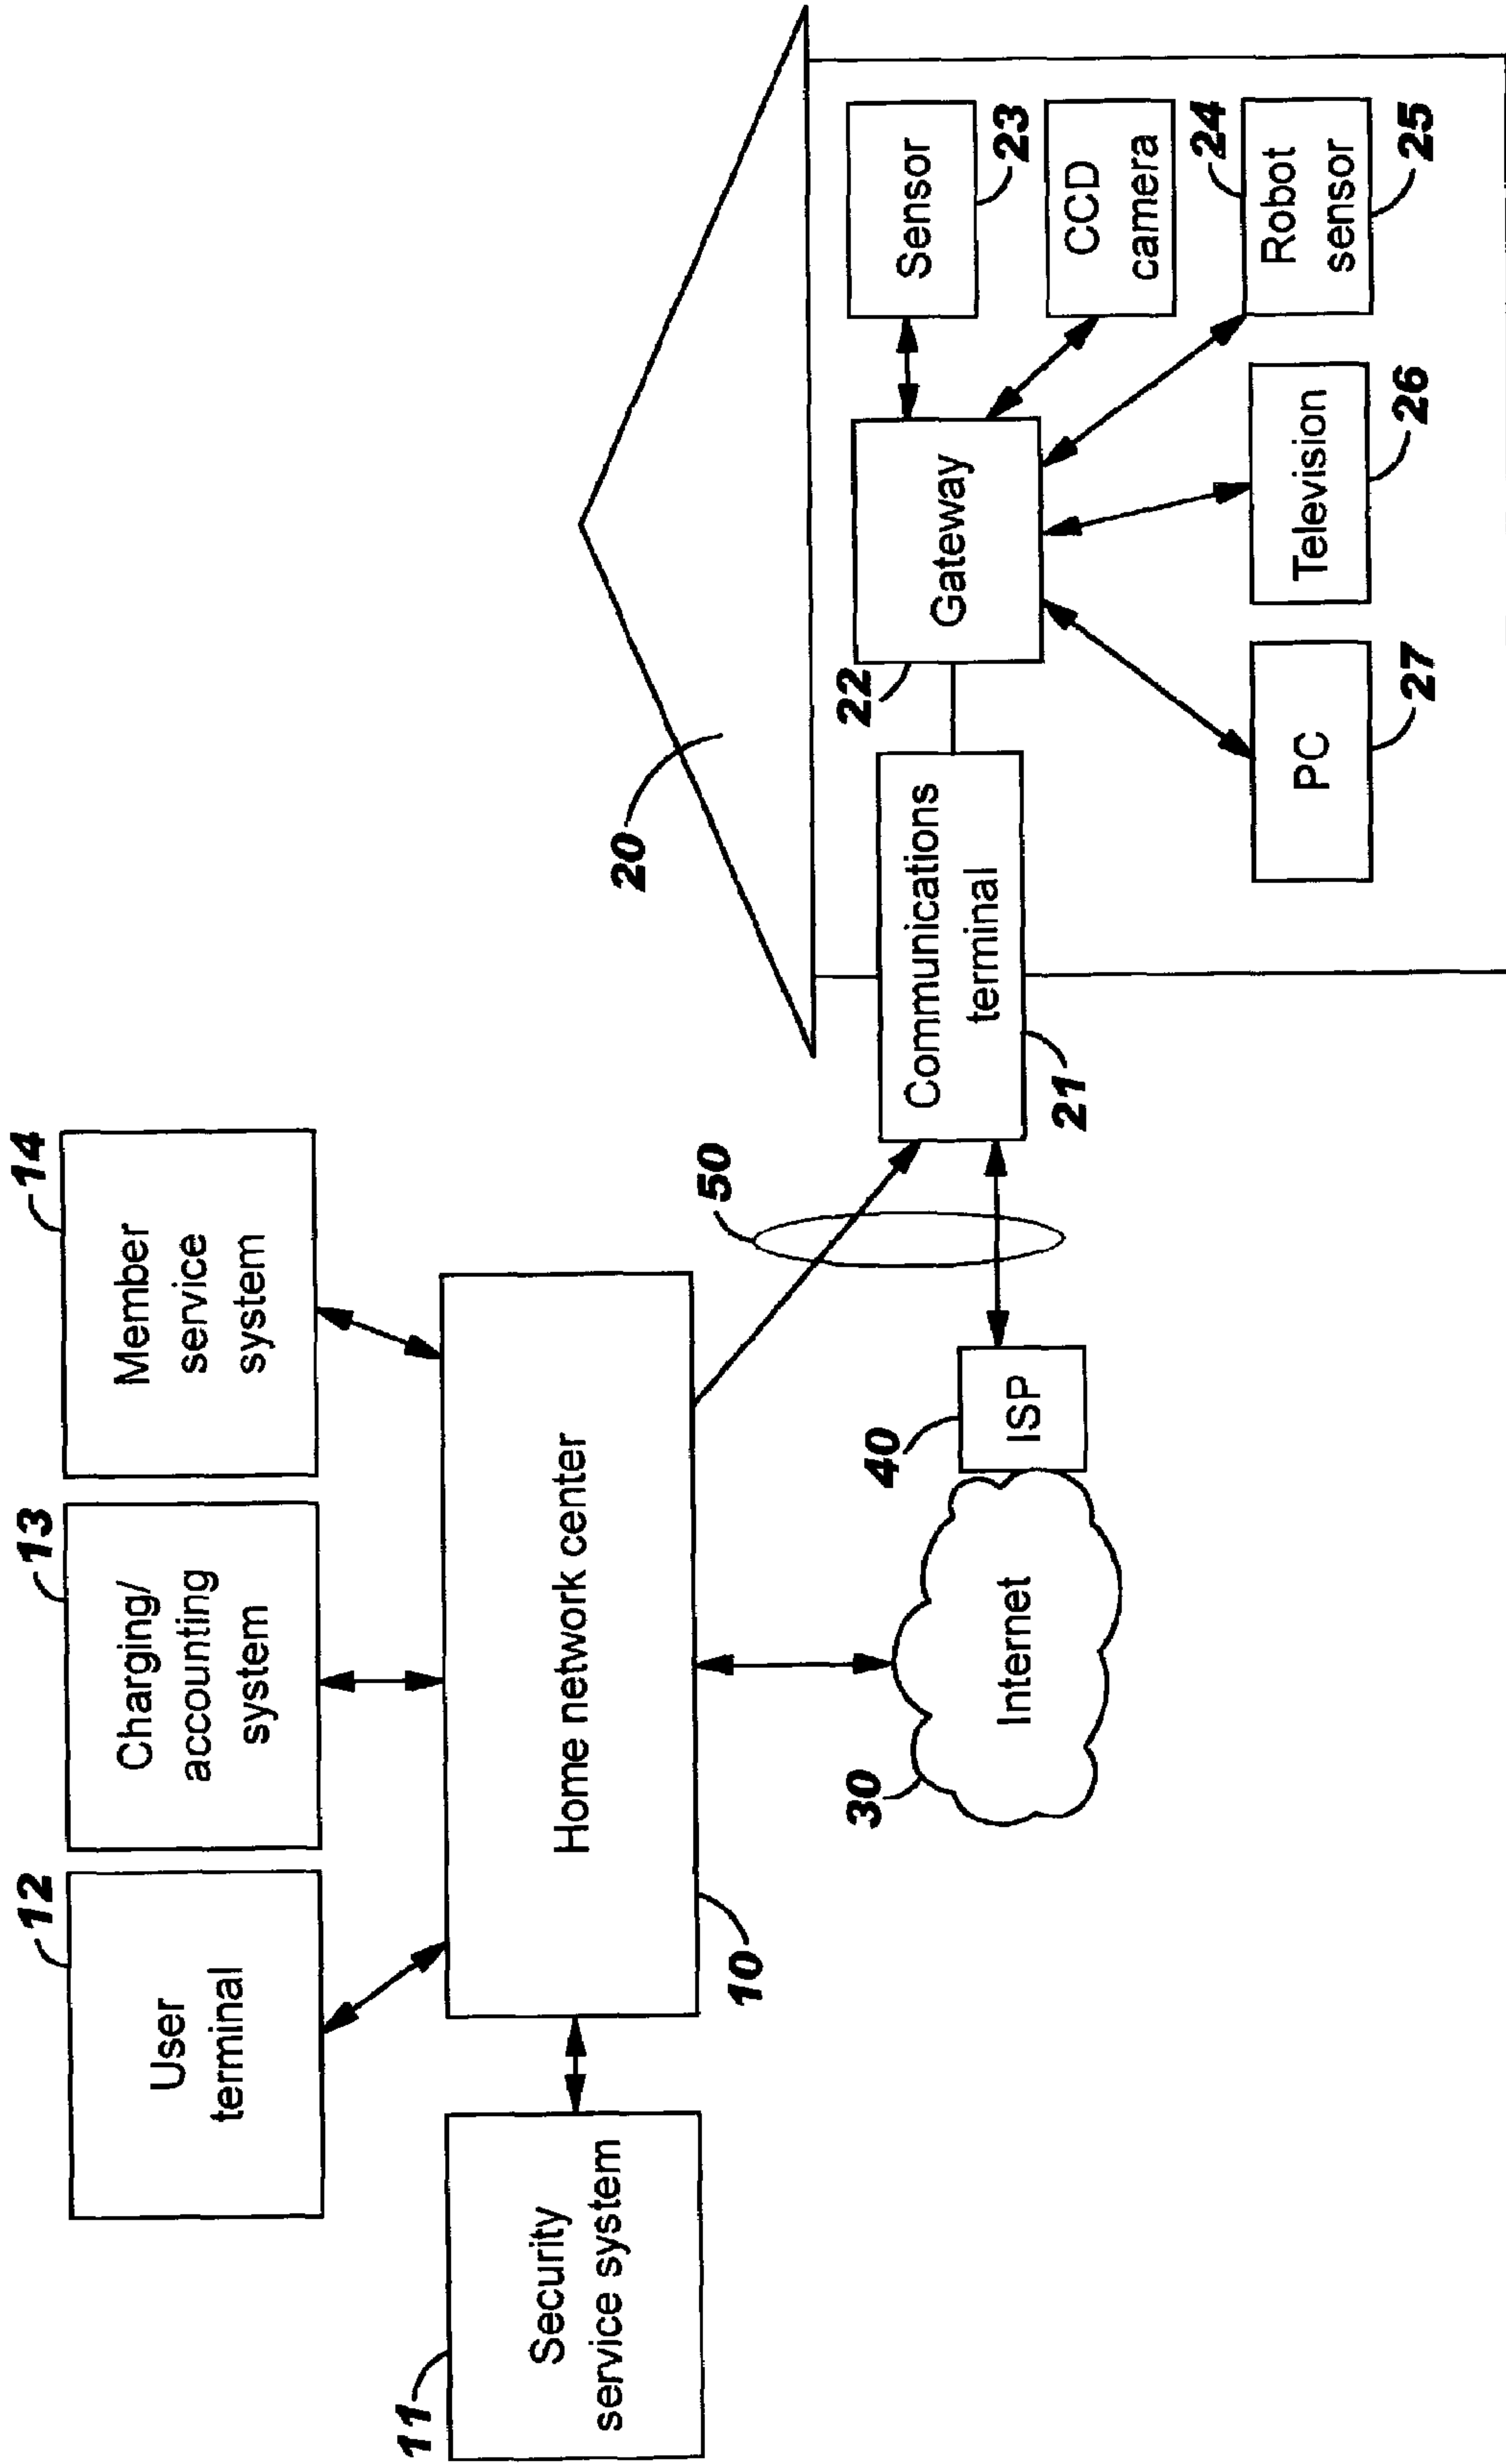 12
User
terminal
13
Charging/
accounting
system
14
Member
service
system
11
Security
service system
Home network center
10
20
50
30
Internet
40
ISP
Communications
terminal
21
22
Gateway
Sensor
23
CCD
camera
24
Robot
sensor
25
Television
26
PC
27